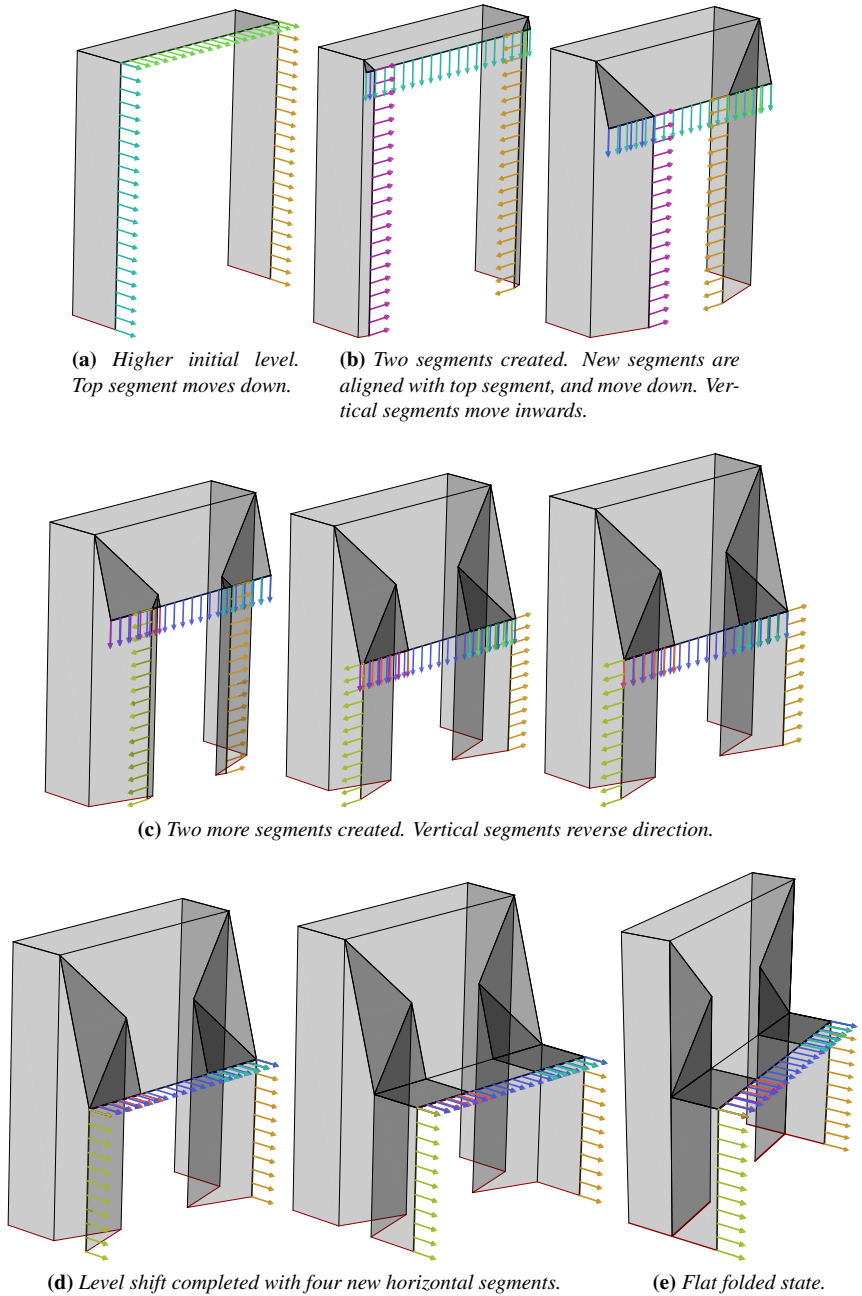 (a) Higher initial level.
Top segment moves down.
(b) Two segments created. New segments are
aligned with top segment, and move down. Ver-
tical segments move inwards.
(c) Two more segments created. Vertical segments reverse direction.
(d) Level shift completed with four new horizontal segments.
(e) Flat folded state.